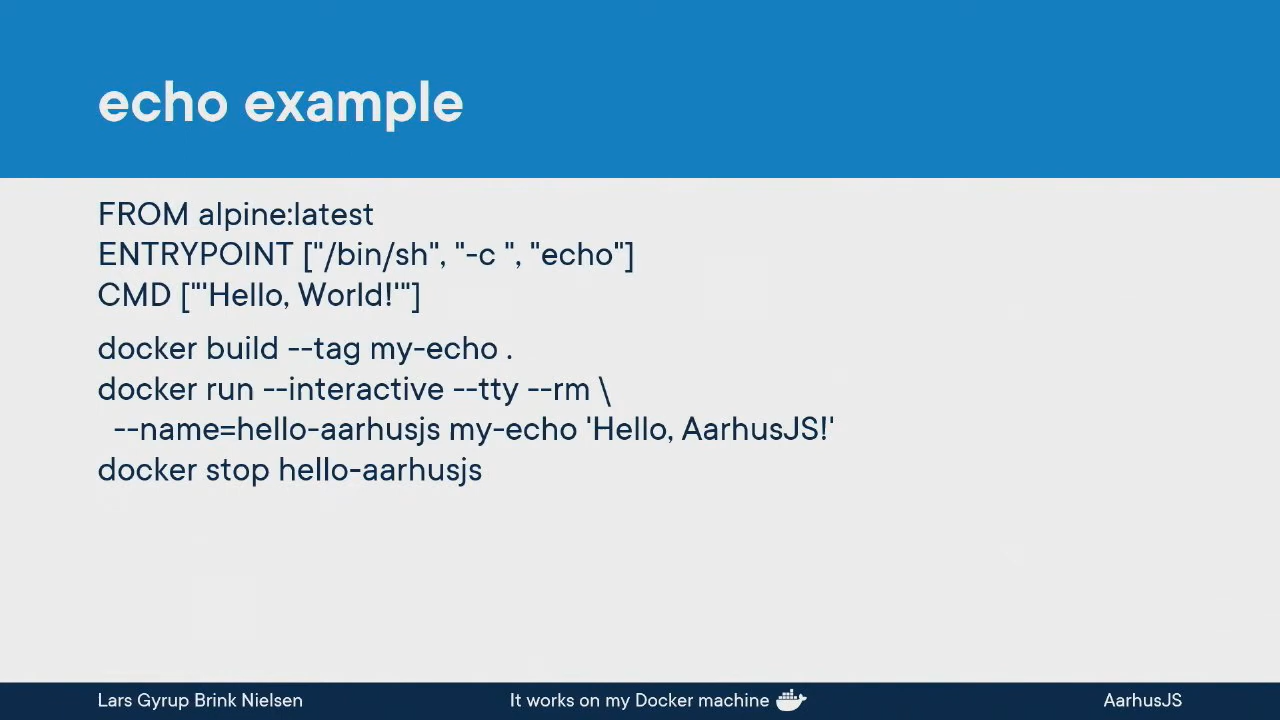 echo example
FROM alpine:latest
ENTRYPOINT ["/bin/sh", "-c ", "echo"]
CMD ["'Hello, World!'"]
docker build --tag my-echo .
docker run --interactive --tty --rm \
--name=hello-aarhusjs my-echo 'Hello, AarhusJS!'
docker stop hello-aarhusjs
Lars Gyrup Brink Nielsen
It works on my Docker machine
AarhusJS